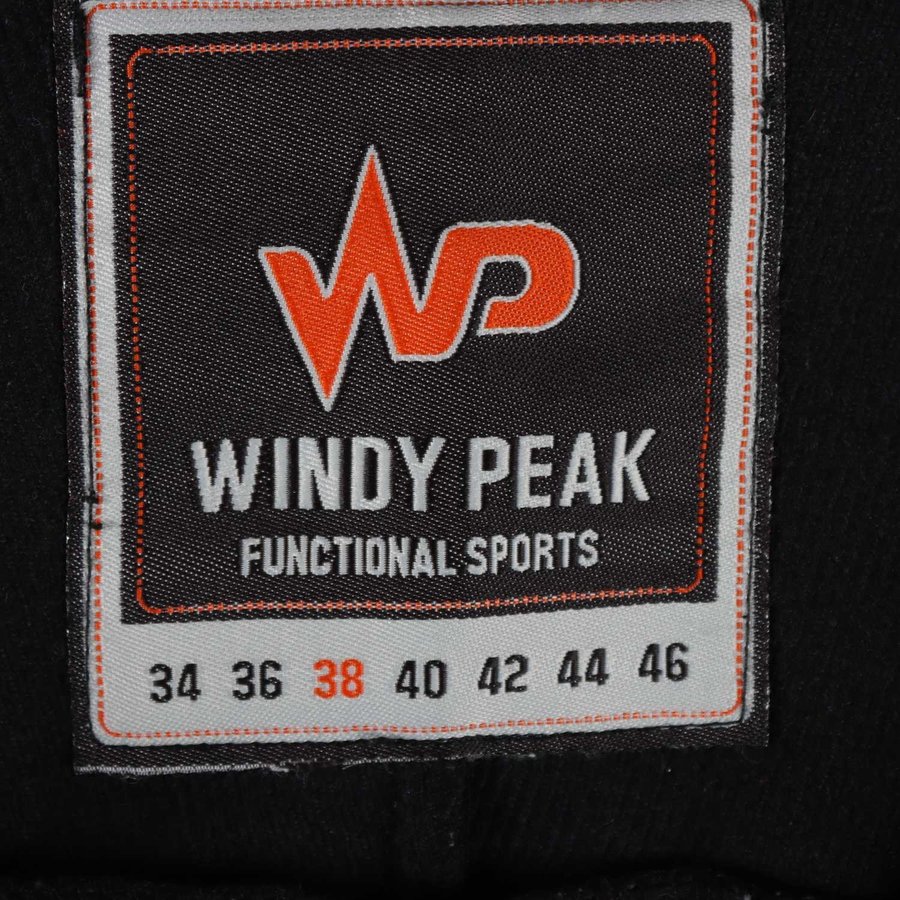 WP
WINDY PEAK
FUNCTIONAL SPORTS
34 36 38 40 42 44 46